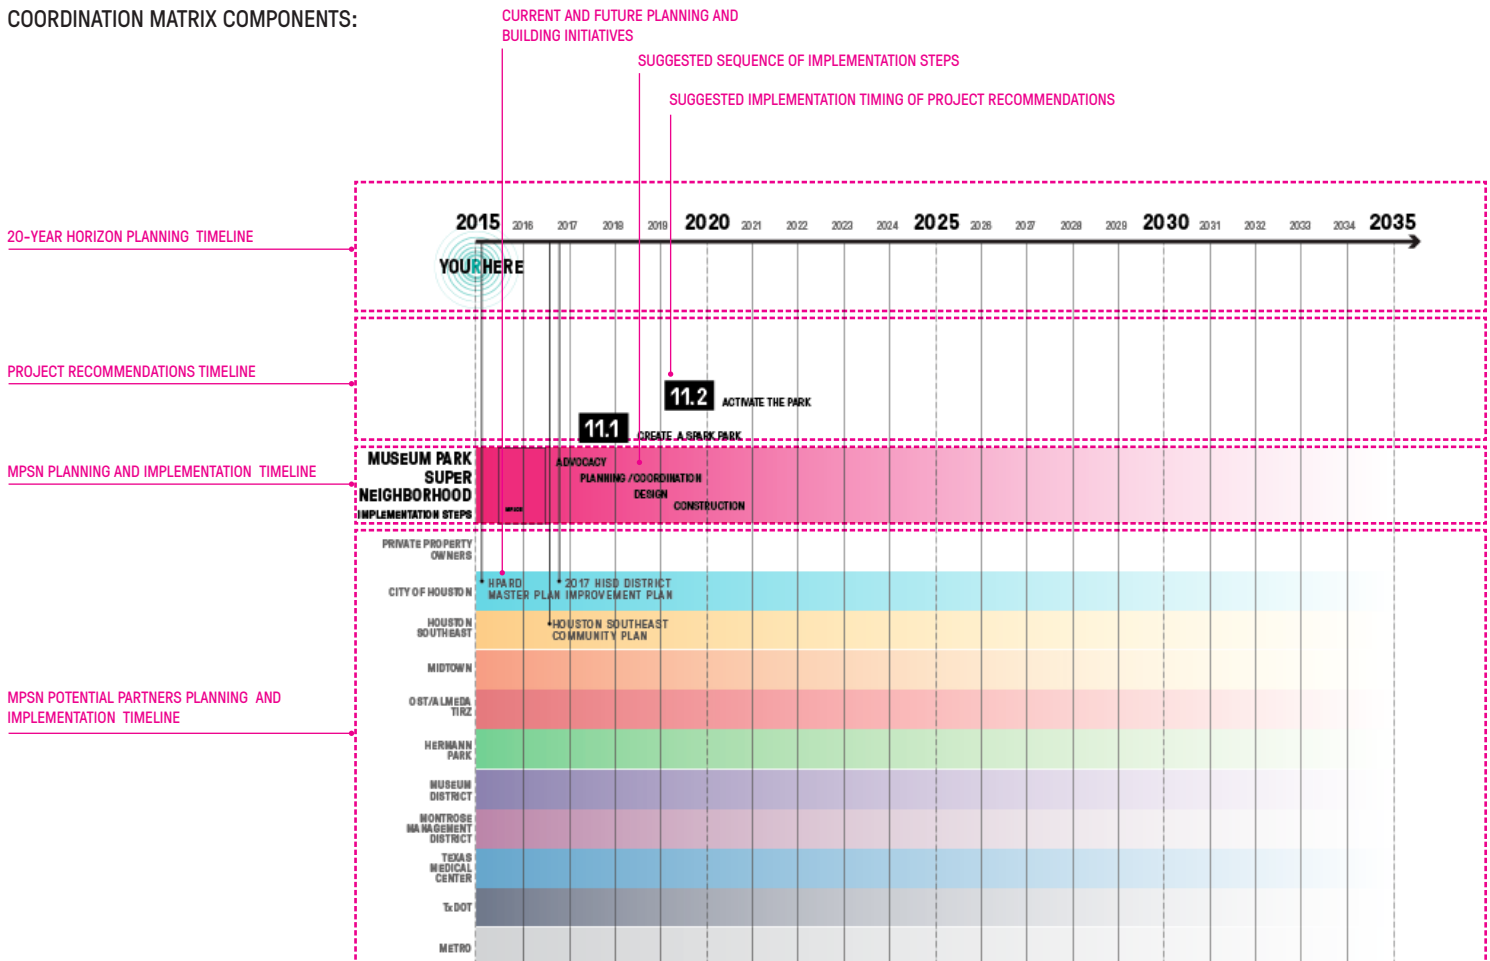 COORDINATION MATRIX COMPONENTS:
CURRENT AND FUTURE PLANNING AND
BUILDING INITIATIVES
SUGGESTED SEQUENCE OF IMPLEMENTATION STEPS
SUGGESTED IMPLEMENTATION TIMING OF PROJECT RECOMMENDATIONS
20-YEAR HORIZON PLANNING TIMELINE
2015 2016 2017 2018 2019 2020 2021 2022 2023 2024 2025 2026 2027 2028 2029 2030 2031 2032 2033 2034 2035
YOURHERE
PROJECT RECOMMENDATIONS TIMELINE
11.2 ACTIVATE THE PARK
11.1 CREATE A SPARK PARK
MPSN PLANNING AND IMPLEMENTATION TIMELINE
MUSEUM PARK
SUPER
NEIGHBORHOOD
IMPLEMENTATION STEPS
ADVOCACY
PLANNING /COORDINATION
DESIGN
CONSTRUCTION
MPSN POTENTIAL PARTNERS PLANNING AND
IMPLEMENTATION TIMELINE
PRIVATE PROPERTY
OWNERS
CITY OF HOUSTON
HPARD
MASTER PLAN
2017 HISD DISTRICT
IMPROVEMENT PLAN
HOUSTON
SOUTHEAST
HOUSTON SOUTHEAST
COMMUNITY PLAN
MIDTOWN
OST/ALMEDA
TIRZ
HERMANN
PARK
MUSEUM
DISTRICT
MONTROSE
MANAGEMENT
DISTRICT
TEXAS
MEDICAL
CENTER
TxDOT
METRO